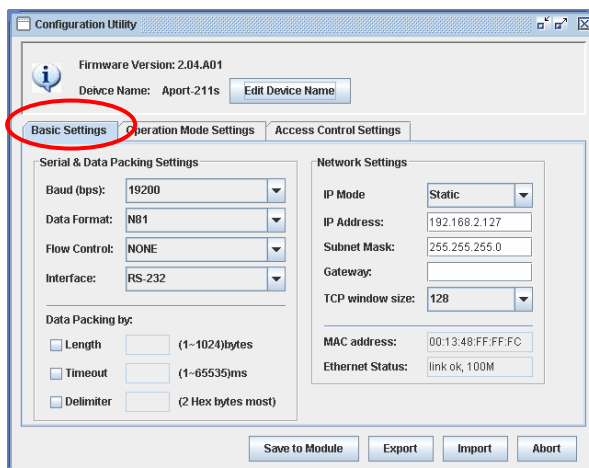 Configuration Utility
Firmware Version: 2.04.A01
Deivce Name: Aport-211s Edit Device Name
Basic Settings Operation Mode Settings Access Control Settings
Serial & Data Packing Settings
Baud (bps): 19200
Data Format: N81
Flow Control: NONE
Interface: RS-232
Data Packing by:
Length (1~1024)bytes
Timeout (1~65535)ms
Delimiter (2 Hex bytes most)
Network Settings
IP Mode Static
IP Address: 192.168.2.127
Subnet Mask: 255.255.255.0
Gateway:
TCP window size: 128
MAC address: 00:13:48:FF:FF:FC
Ethernet Status: link ok, 100M
Save to Module Export Import Abort